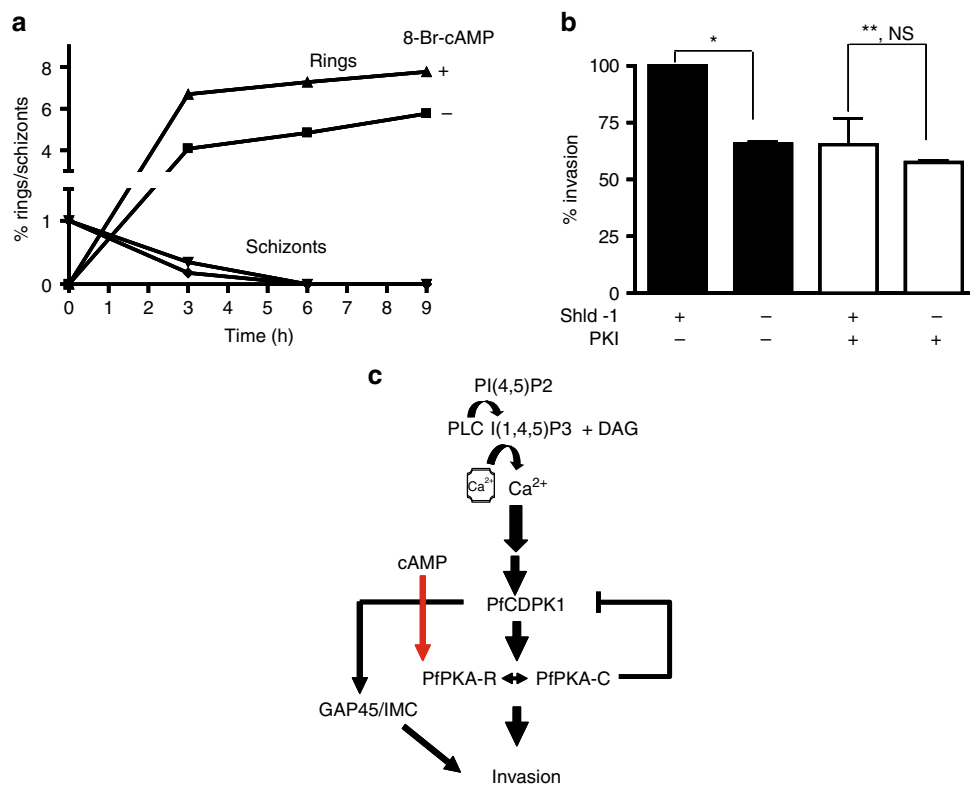 a
8-Br-cAMP
Rings
+
−
% rings/schizonts
8
6
4
1
0
Schizonts
0 1 2 3 4 5 6 7 8 9
Time (h)
b
*
**, NS
% invasion
100
75
50
25
0
Shld -1 + − + −
PKI − − + +
c
PI(4,5)P2
PLC I(1,4,5)P3 + DAG
Ca²⁺ Ca²⁺
cAMP
PfCDPK1
PfPKA-R PfPKA-C
GAP45/IMC
Invasion